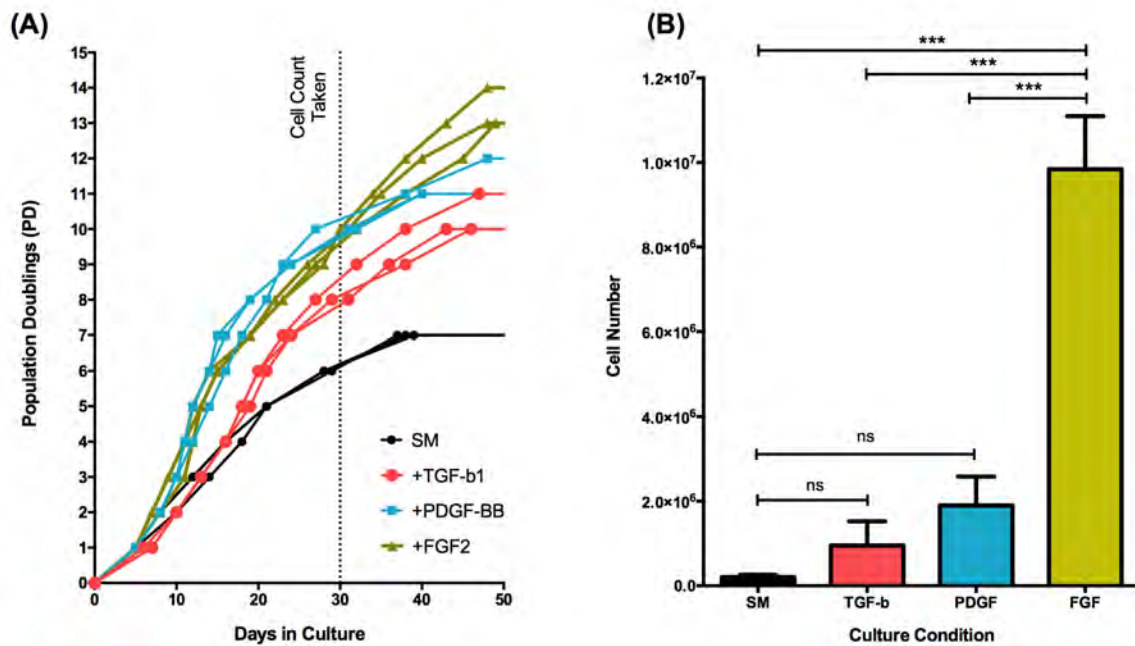 (A)
15
14
13
12
11
10
9
8
7
6
5
4
3
2
1
0
Population Doublings (PD)
Cell Count
Taken
SM
+TGF-b1
+PDGF-BB
+FGF2
0 10 20 30 40 50
Days in Culture
(B)
***
***
***
1.2×10⁷
1.0×10⁷
8.0×10⁶
6.0×10⁶
4.0×10⁶
2.0×10⁶
0.0
Cell Number
ns
ns
SM TGF-b PDGF FGF
Culture Condition